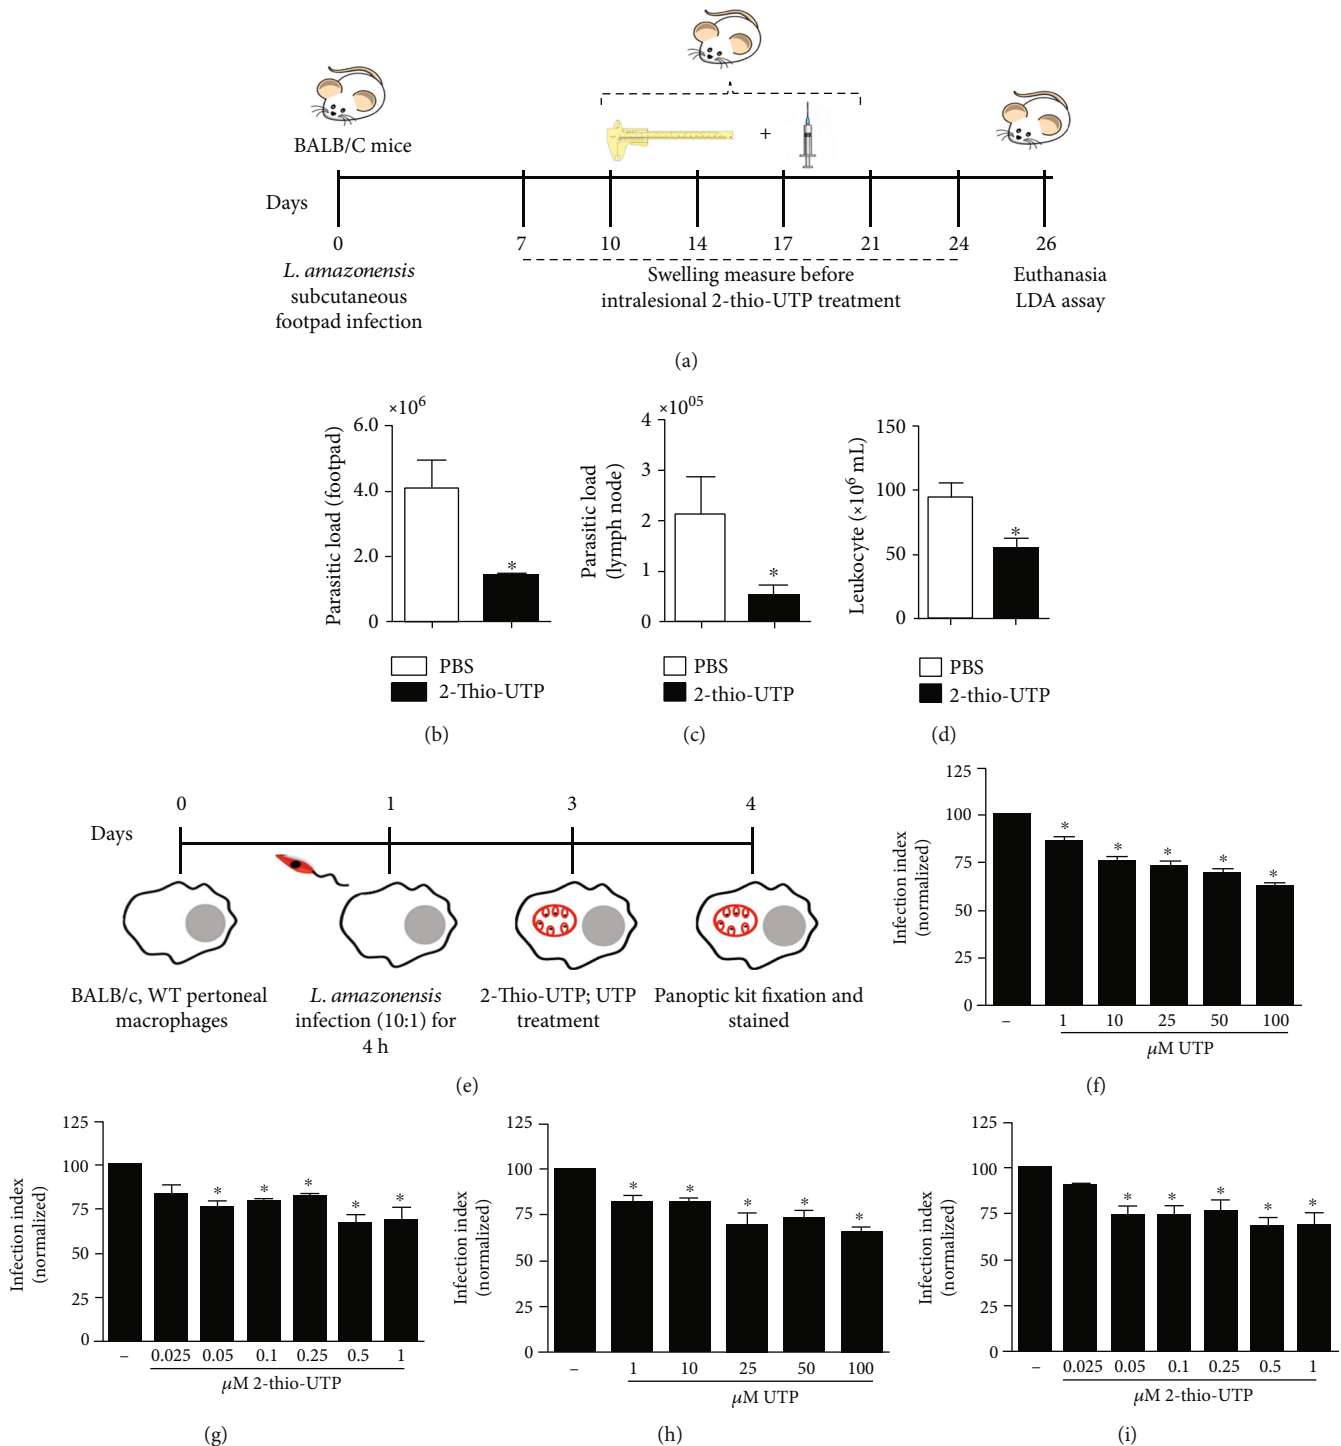 BALB/C mice
+
Days
0
7
10
14
17
21
24
26
L. amazonensis
subcutaneous
footpad infection
Swelling measure before
intralesional 2-thio-UTP treatment
Euthanasia
LDA assay
(a)
×10⁶
Parasitic load (footpad)
6.0
4.0
2.0
0
*
PBS
2-Thio-UTP
(b)
×10⁰⁵
Parasitic load
(lymph node)
4
3
2
1
0
*
PBS
2-thio-UTP
(c)
Leukocyte (×10⁶ mL)
150
100
50
0
*
PBS
2-thio-UTP
(d)
Days
0
1
3
4
BALB/c, WT pertoneal
macrophages
L. amazonensis
infection (10:1) for
4 h
2-Thio-UTP; UTP
treatment
Panoptic kit fixation and
stained
(e)
Infection index
(normalized)
125
100
75
50
25
0
* * * * *
– 1 10 25 50 100
μM UTP
(f)
Infection index
(normalized)
125
100
75
50
25
0
* * * * *
– 0.025 0.05 0.1 0.25 0.5 1
μM 2-thio-UTP
(g)
Infection index
(normalized)
125
100
75
50
25
0
* * * * *
– 1 10 25 50 100
μM UTP
(h)
Infection index
(normalized)
125
100
75
50
25
0
* * * * *
– 0.025 0.05 0.1 0.25 0.5 1
μM 2-thio-UTP
(i)